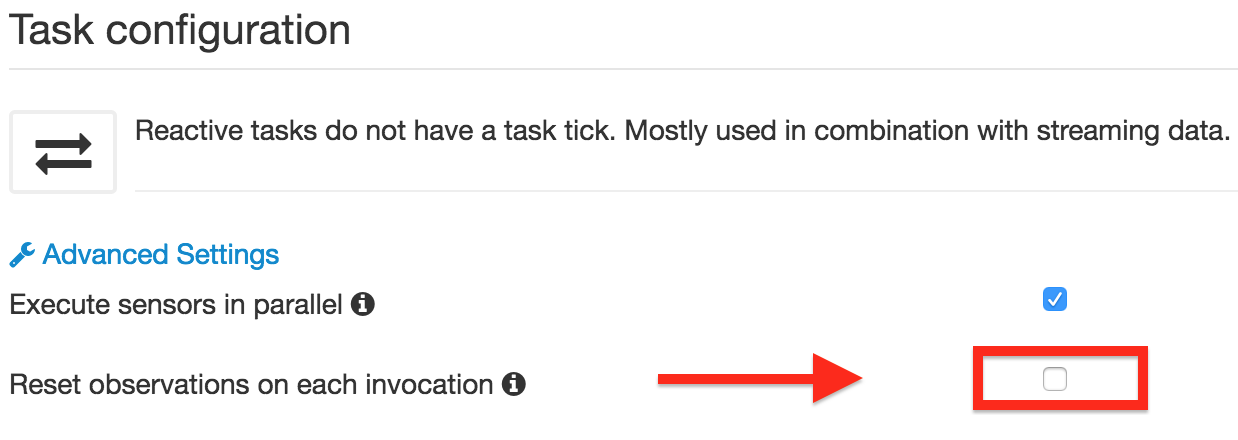 Task configuration
Reactive tasks do not have a task tick. Mostly used in combination with streaming data.
Advanced Settings
Execute sensors in parallel
Reset observations on each invocation